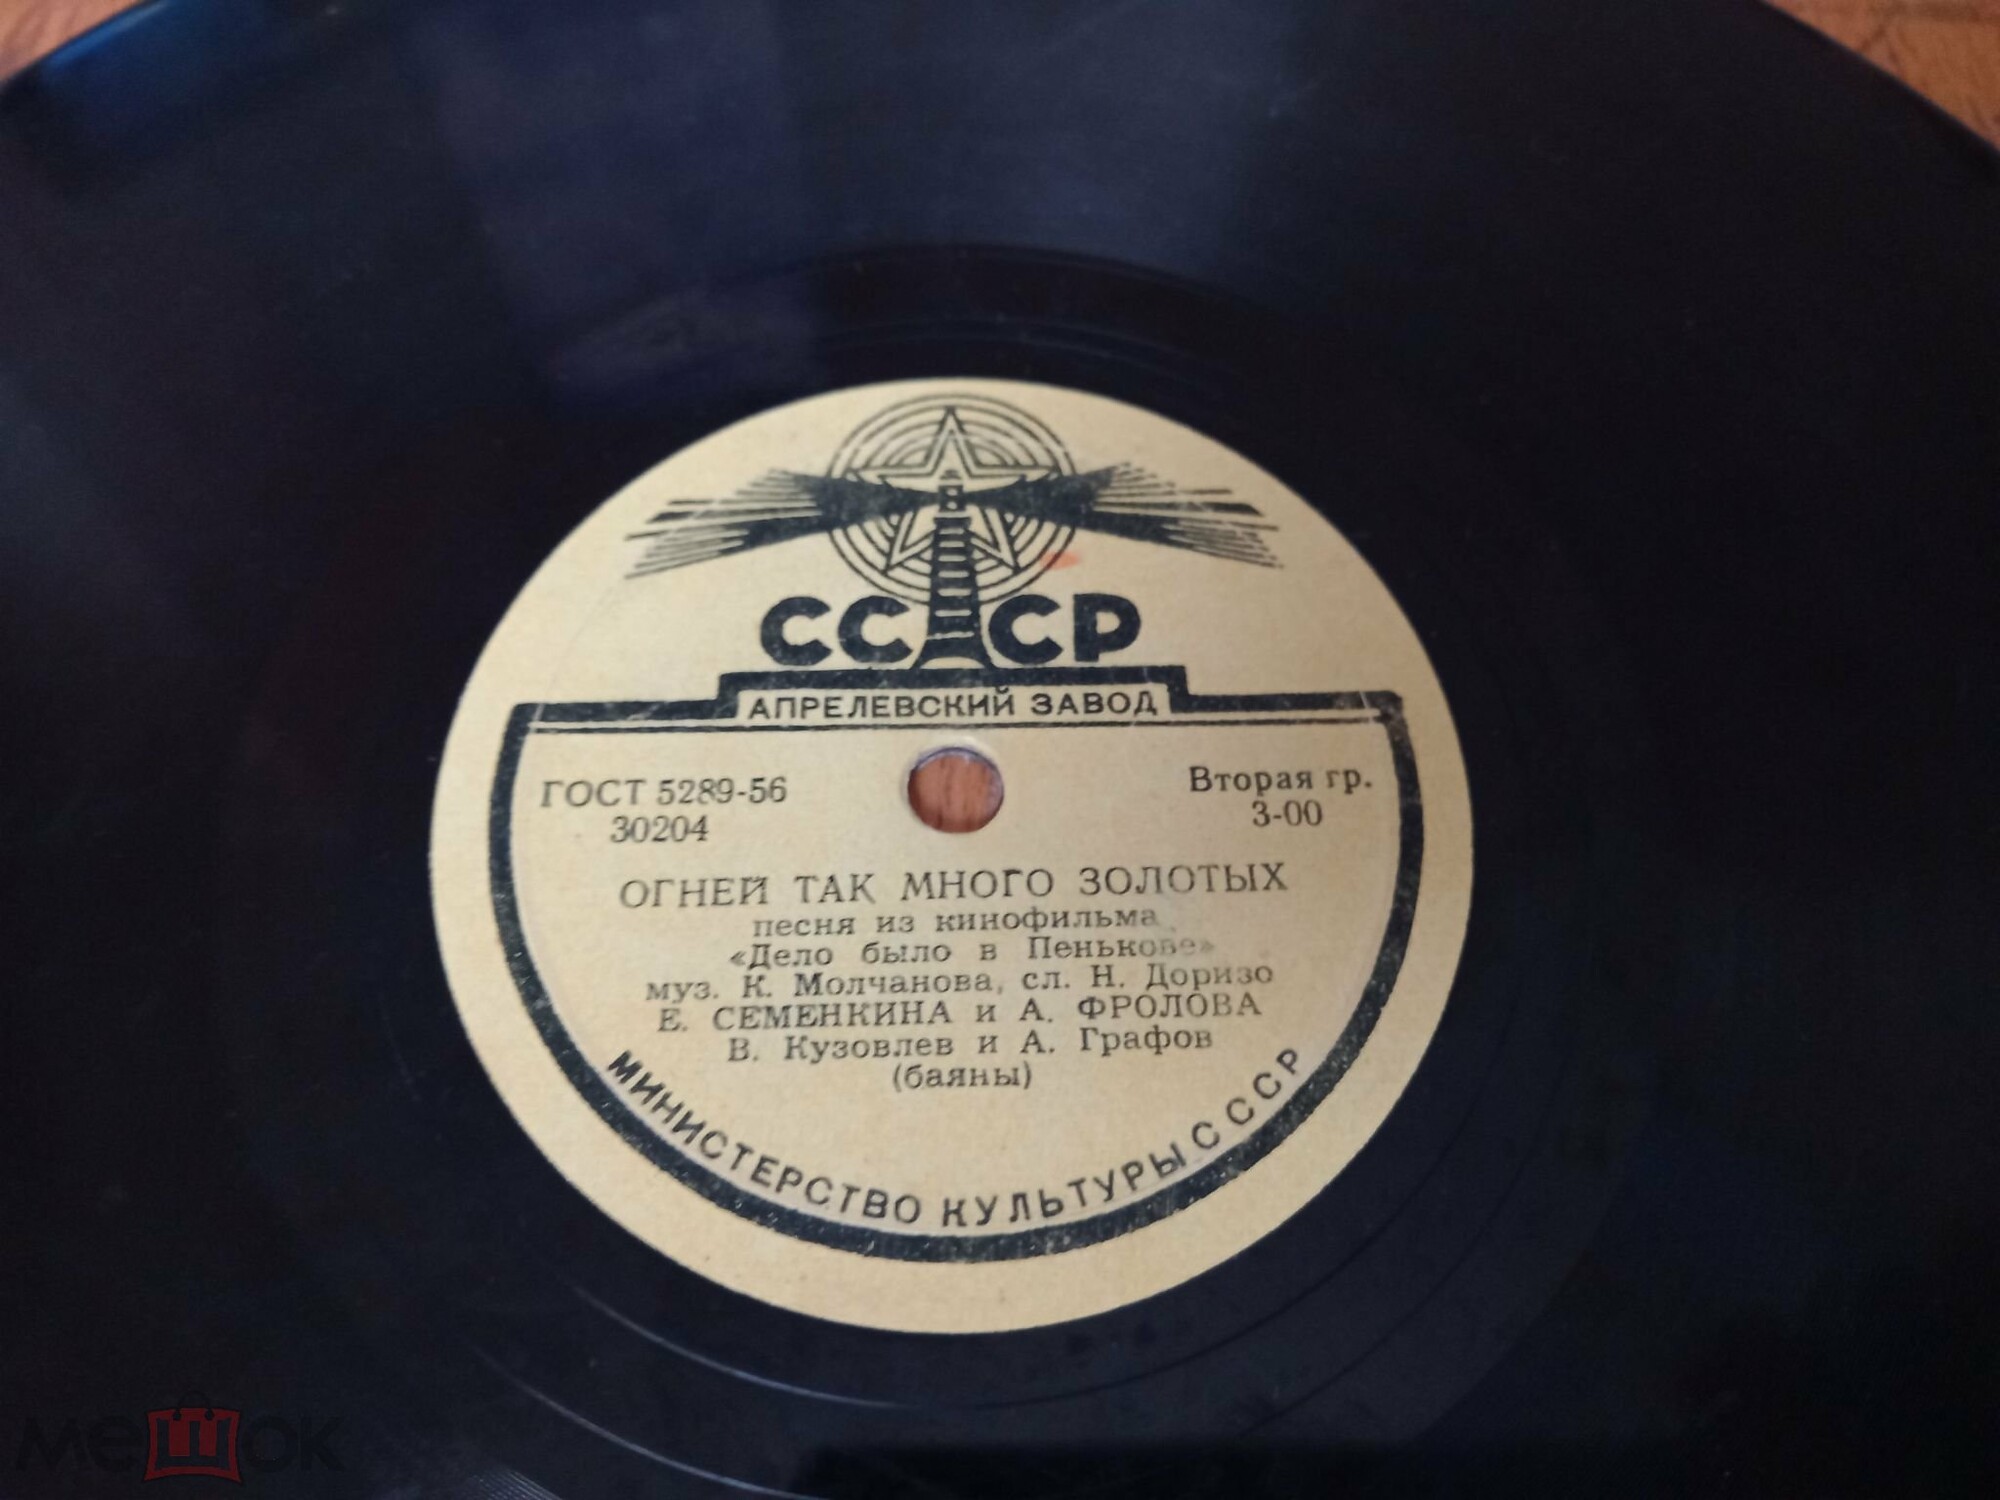 СССР
АПРЕЛЕВСКИЙ ЗАВОД
ГОСТ 5289-56
30204
Вторая гр.
3-00
ОГНЕЙ ТАК МНОГО ЗОЛОТЫХ
песня из кинофильма
«Дело было в Пенькове»
муз. К. Молчанова, сл. Н. Доризо
Е. СЕМЕНКИНА и А. ФРОЛОВА
В. Кузовлев и А. Графов
(баяны)
МИНИСТЕРСТВО КУЛЬТУРЫ СССР
мешок